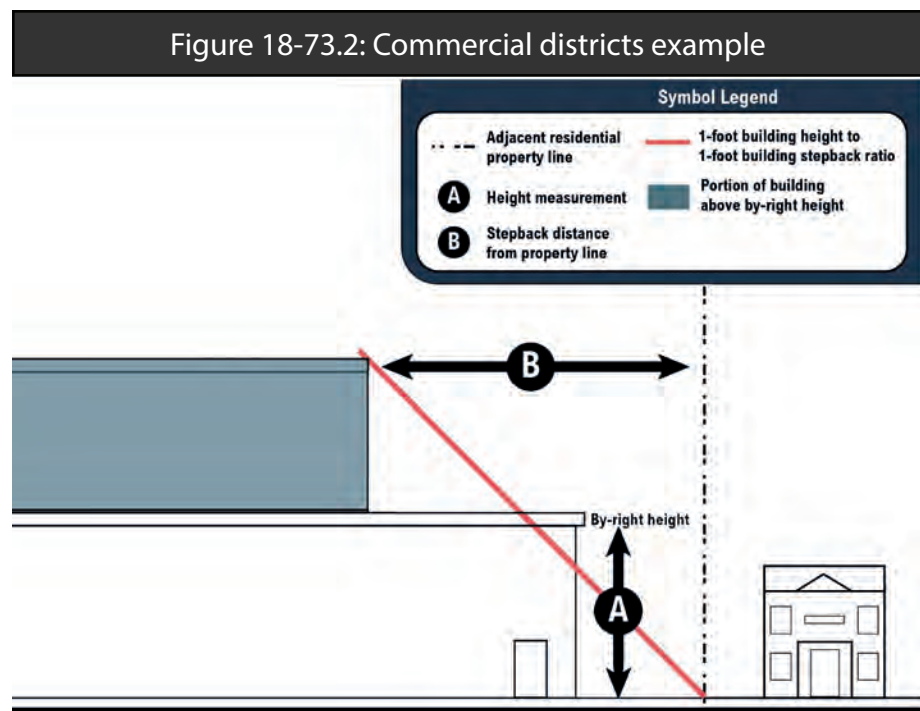 Figure 18-73.2: Commercial districts example
Symbol Legend
Adjacent residential
property line
1-foot building height to
1-foot building stepback ratio
A
Height measurement
Portion of building
above by-right height
B
Stepback distance
from property line
B
By-right height
A